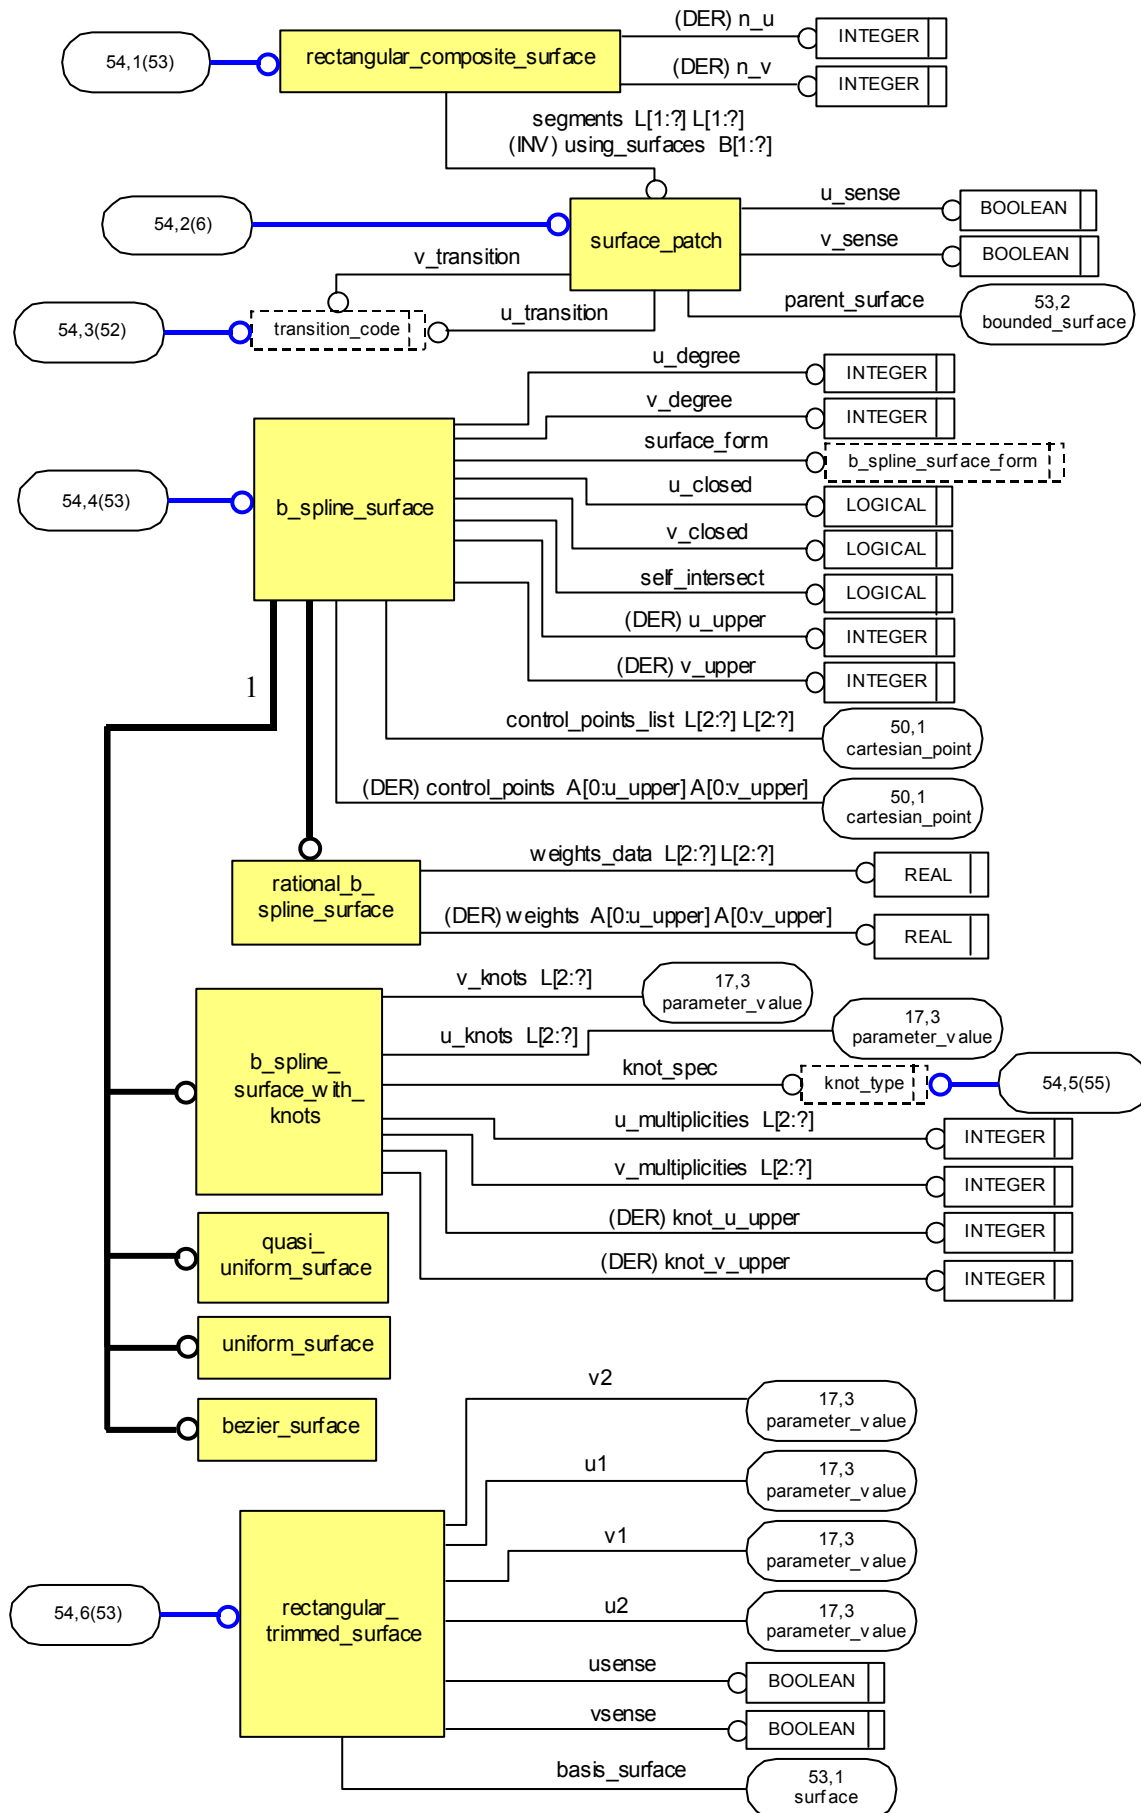 (DER) n_u
INTEGER
54,1(53)
rectangular_composite_surface
(DER) n_v
INTEGER
segments L[1:?] L[1:?]
(INV) using_surfaces B[1:?]
u_sense
BOOLEAN
54,2(6)
surface_patch
v_sense
BOOLEAN
v_transition
parent_surface
53,2
bounded_surface
54,3(52)
transition_code
u_transition
u_degree
INTEGER
v_degree
INTEGER
surface_form
b_spline_surface_form
54,4(53)
b_spline_surface
u_closed
LOGICAL
v_closed
LOGICAL
self_intersect
LOGICAL
(DER) u_upper
INTEGER
(DER) v_upper
INTEGER
1
control_points_list L[2:?] L[2:?]
50,1
cartesian_point
(DER) control_points A[0:u_upper] A[0:v_upper]
50,1
cartesian_point
rational_b_
spline_surface
weights_data L[2:?] L[2:?]
REAL
(DER) weights A[0:u_upper] A[0:v_upper]
REAL
v_knots L[2:?]
17,3
parameter_value
u_knots L[2:?]
17,3
parameter_value
b_spline_
surface_with_
knots
knot_spec
knot_type
54,5(55)
u_multiplicities L[2:?]
INTEGER
v_multiplicities L[2:?]
INTEGER
(DER) knot_u_upper
INTEGER
(DER) knot_v_upper
INTEGER
quasi_
uniform_surface
uniform_surface
bezier_surface
v2
17,3
parameter_value
u1
17,3
parameter_value
v1
17,3
parameter_value
54,6(53)
rectangular_
trimmed_surface
u2
17,3
parameter_value
usense
BOOLEAN
vsense
BOOLEAN
basis_surface
53,1
surface